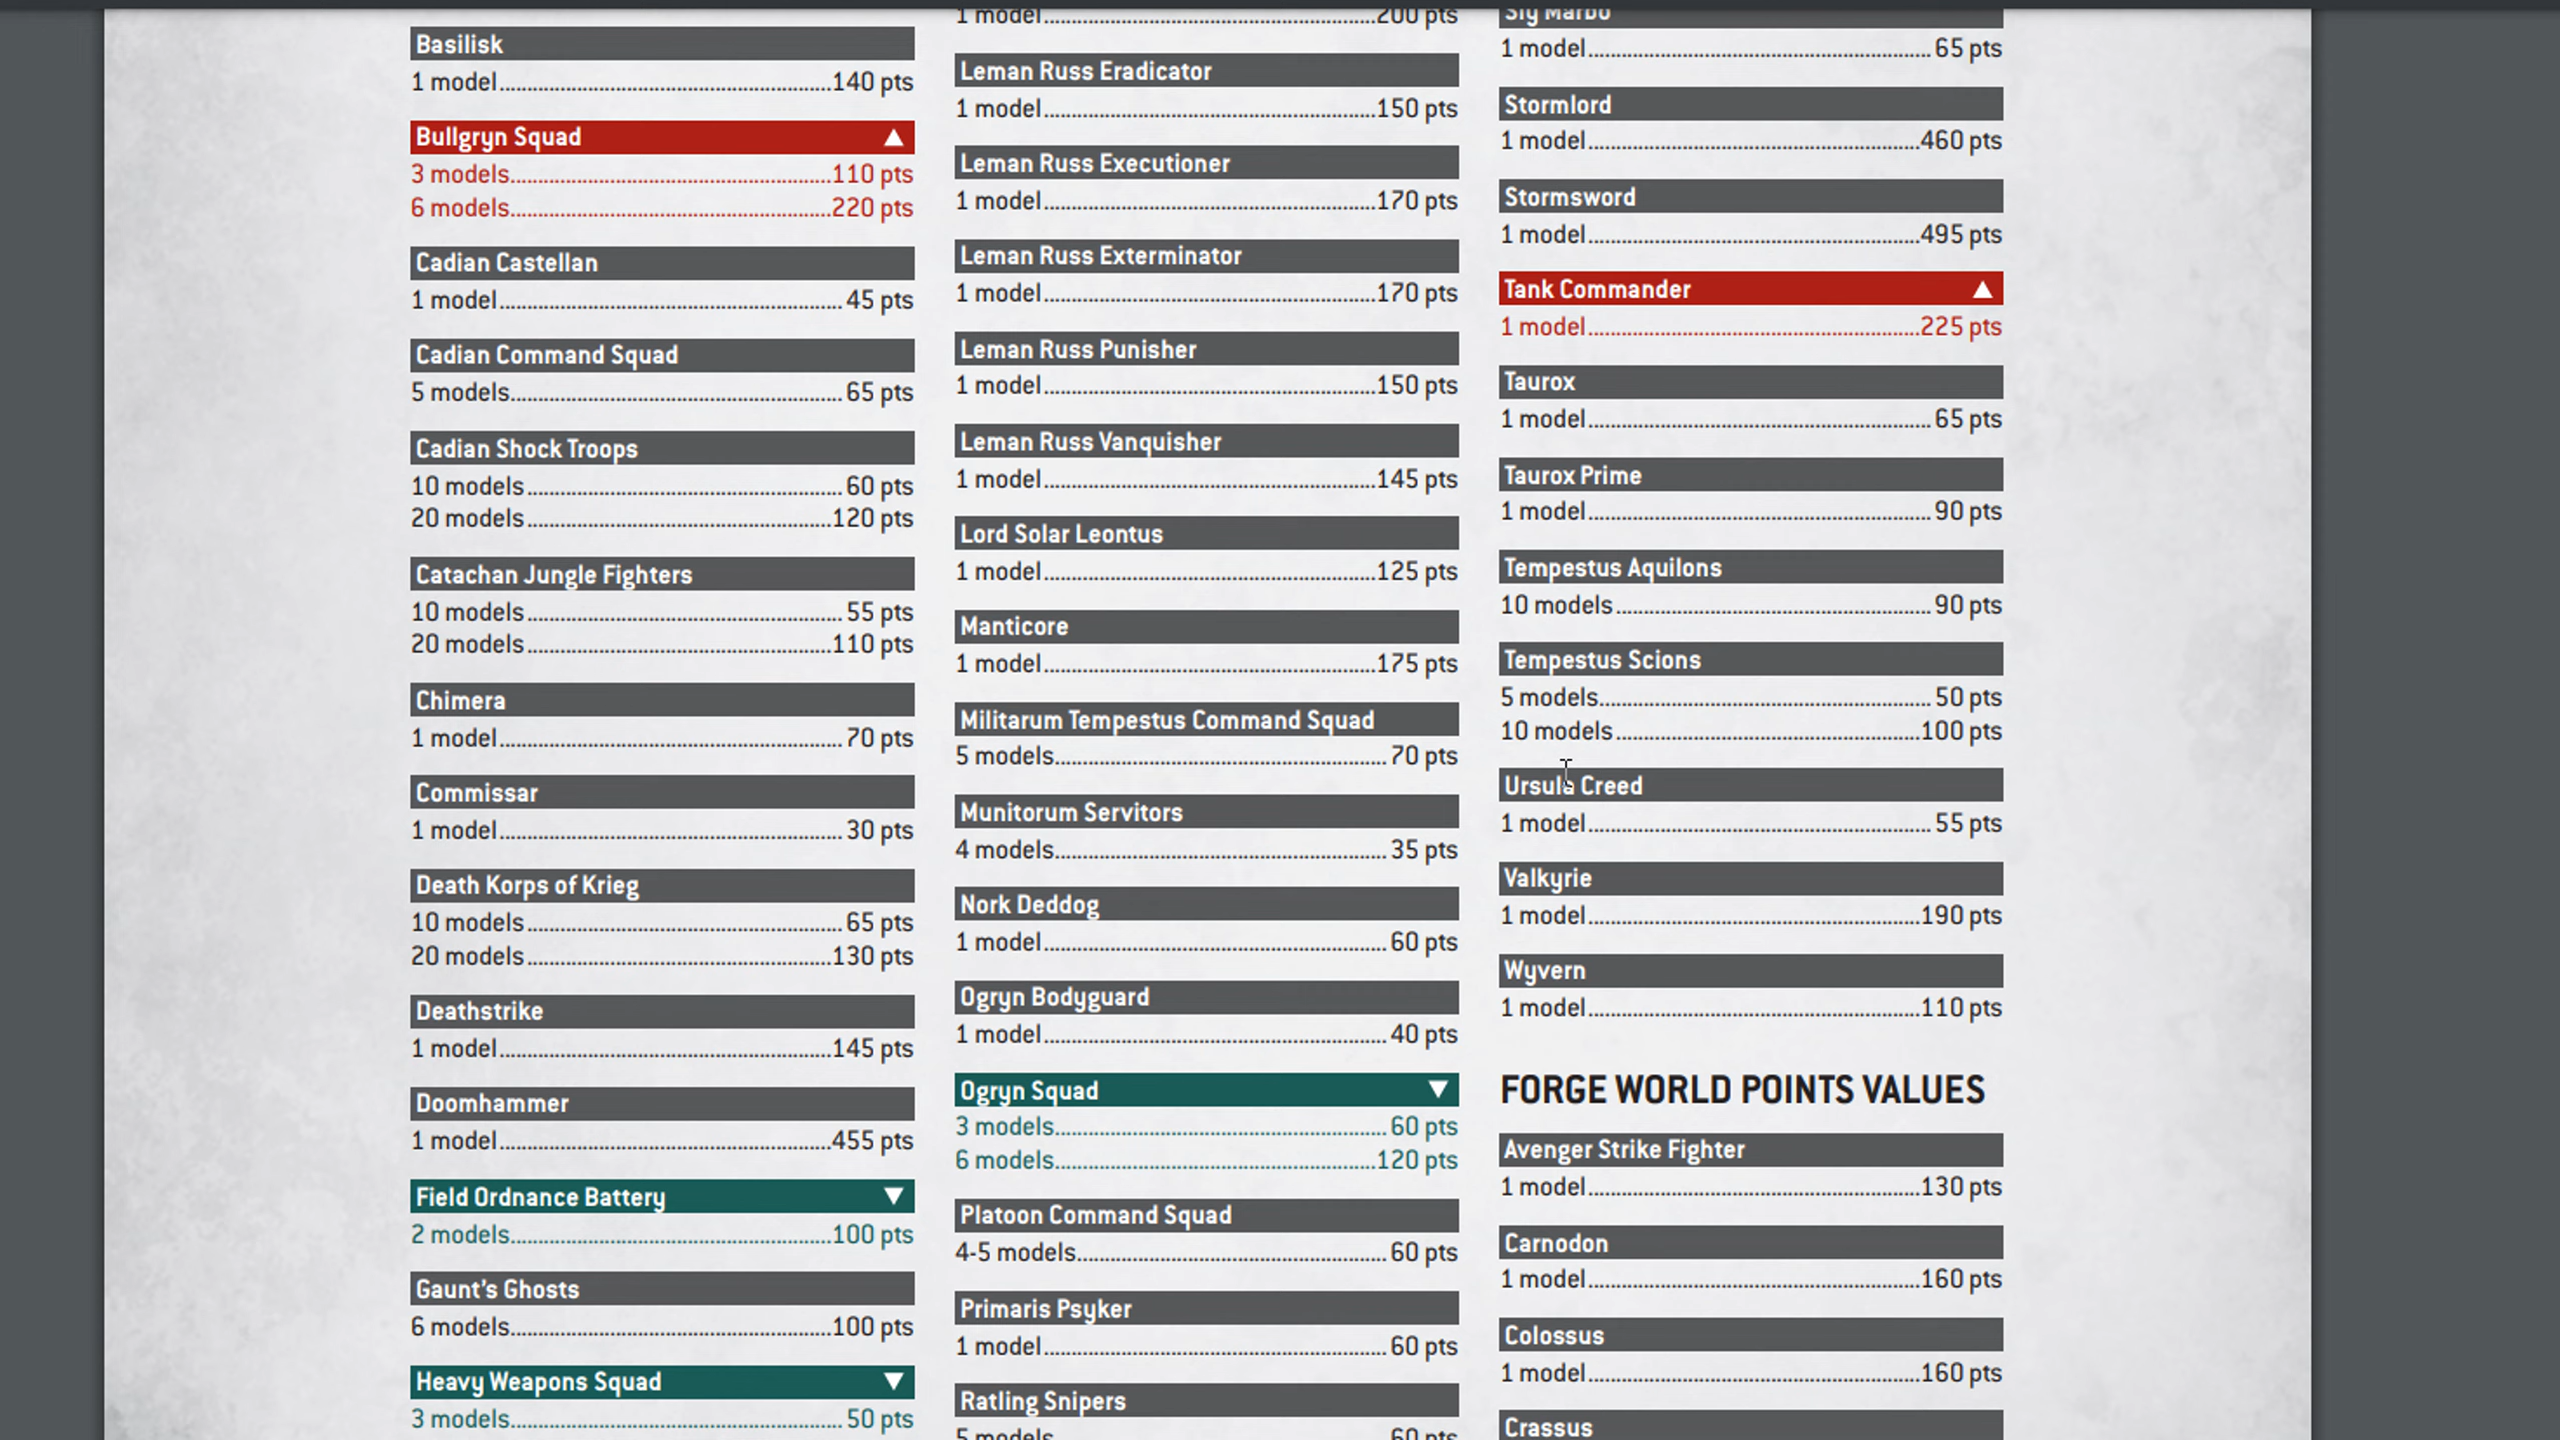 Basilisk
1 model 140 pts
Bullgryn Squad ▲
3 models 110 pts
6 models 220 pts
Cadian Castellan
1 model 45 pts
Cadian Command Squad
5 models 65 pts
Cadian Shock Troops
10 models 60 pts
20 models 120 pts
Catachan Jungle Fighters
10 models 55 pts
20 models 110 pts
Chimera
1 model 70 pts
Commissar
1 model 30 pts
Death Korps of Krieg
10 models 65 pts
20 models 130 pts
Deathstrike
1 model 145 pts
Doomhammer
1 model 455 pts
Field Ordnance Battery ▼
2 models 100 pts
Gaunt's Ghosts
6 models 100 pts
Heavy Weapons Squad ▼
3 models 50 pts
1 model 200 pts
Leman Russ Eradicator
1 model 150 pts
Leman Russ Executioner
1 model 170 pts
Leman Russ Exterminator
1 model 170 pts
Leman Russ Punisher
1 model 150 pts
Leman Russ Vanquisher
1 model 145 pts
Lord Solar Leontus
1 model 125 pts
Manticore
1 model 175 pts
Militarum Tempestus Command Squad
5 models 70 pts
Munitorum Servitors
4 models 35 pts
Nork Deddog
1 model 60 pts
Ogryn Bodyguard
1 model 40 pts
Ogryn Squad ▼
3 models 60 pts
6 models 120 pts
Platoon Command Squad
4-5 models 60 pts
Primaris Psyker
1 model 60 pts
Ratling Snipers
5 models 60 pts
Sly Marbo
1 model 65 pts
Stormlord
1 model 460 pts
Stormsword
1 model 495 pts
Tank Commander ▲
1 model 225 pts
Taurox
1 model 65 pts
Taurox Prime
1 model 90 pts
Tempestus Aquilons
10 models 90 pts
Tempestus Scions
5 models 50 pts
10 models 100 pts
Ursula Creed
1 model 55 pts
Valkyrie
1 model 190 pts
Wyvern
1 model 110 pts
FORGE WORLD POINTS VALUES
Avenger Strike Fighter
1 model 130 pts
Carnodon
1 model 160 pts
Colossus
1 model 160 pts
Crassus